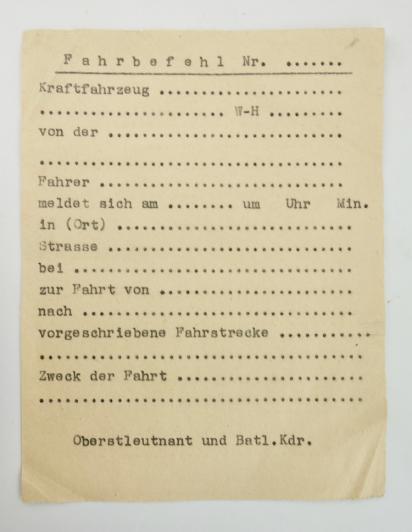 F a h r b e f e h l Nr. .......
Kraftfahrzeug ......................
...................... W-H .........
von der ............................
....................................
Fahrer .............................
meldet sich am ........ um Uhr Min.
in (Ort) ............................
Strasse .............................
bei .................................
zur Fahrt von .......................
nach ................................
vorgeschriebene Fahrstrecke ...........
.......................................
Zweck der Fahrt .......................
.......................................
Oberstleutnant und Batl.Kdr.